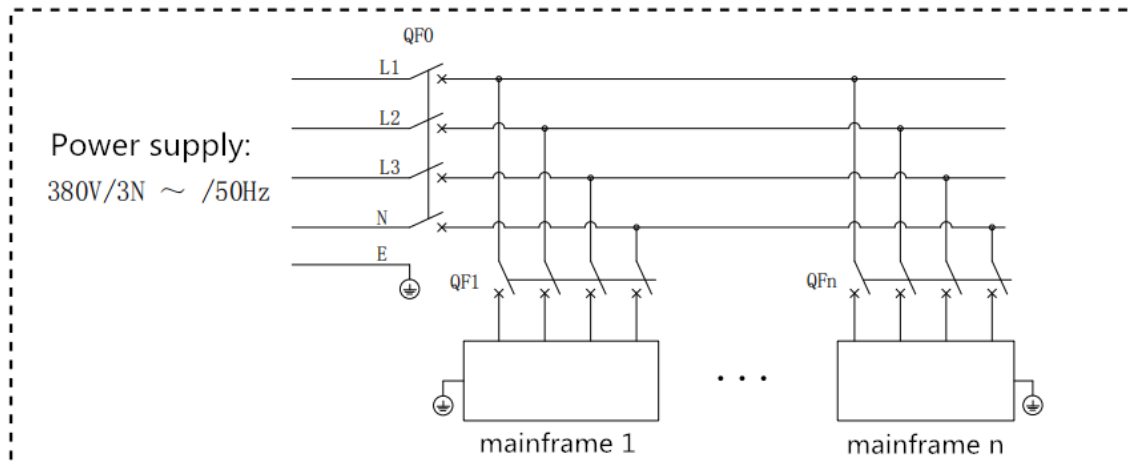 QF0
L1
L2
Power supply:
L3
380V/3N ～ /50Hz
N
E
QF1
QFn
mainframe 1
mainframe n